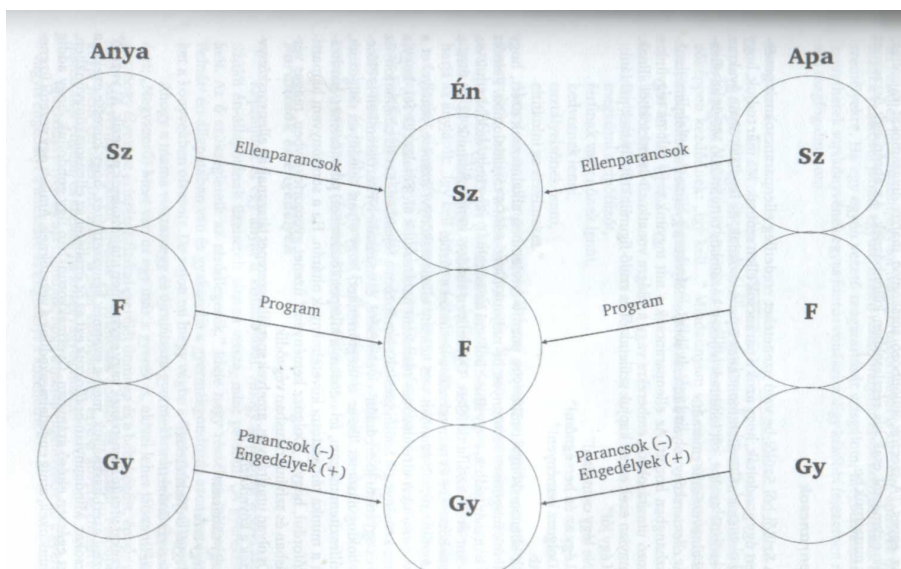 Anya
Én
Apa
Sz
Ellenparancsok
Sz
Ellenparancsok
Sz
F
Program
F
Program
F
Gy
Parancsok (–)
Engedélyek (+)
Gy
Parancsok (–)
Engedélyek (+)
Gy